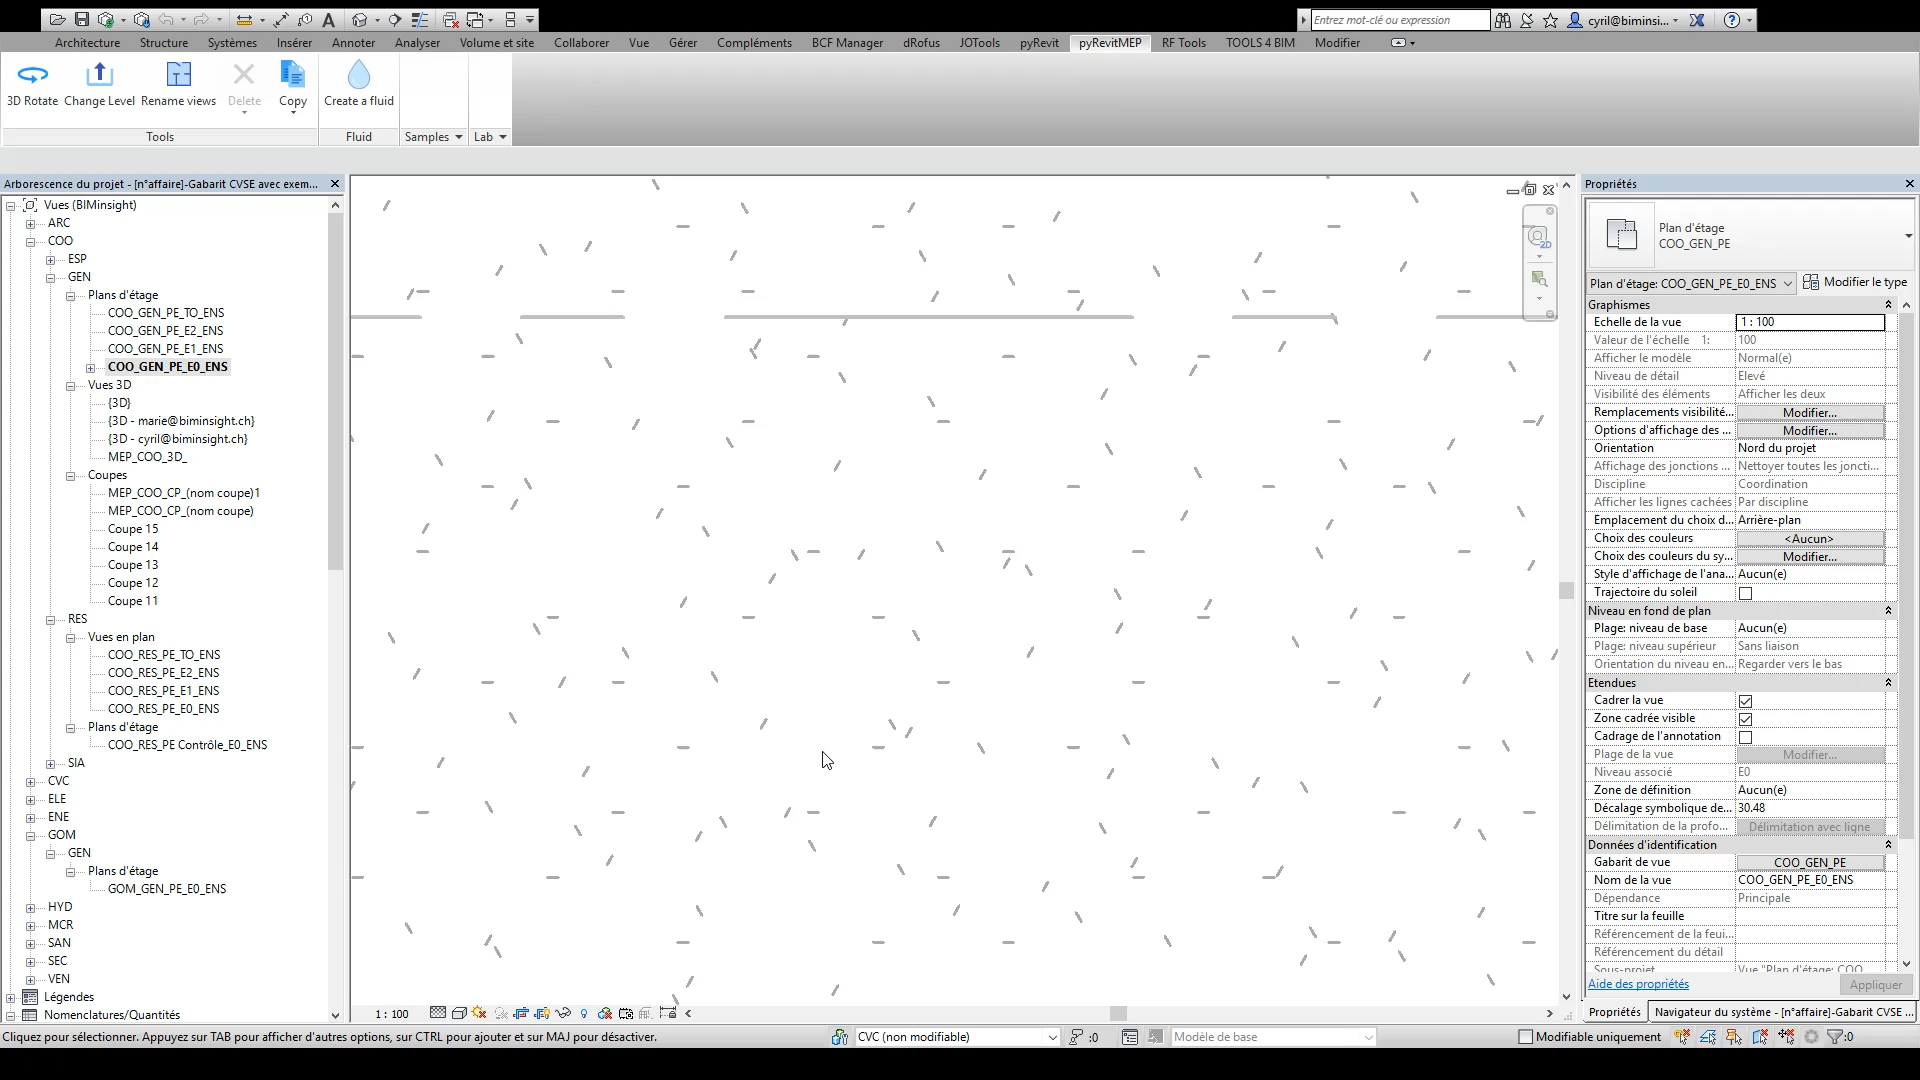 Entrez mot-clé ou expression
cyril@biminsi...
Architecture Structure Systèmes Insérer Annoter Analyser Volume et site Collaborer Vue Gérer Compléments BCF Manager dRofus JOTools pyRevit pyRevitMEP RF Tools TOOLS 4 BIM Modifier
3D Rotate Change Level Rename views Delete Copy Create a fluid
Tools Fluid Samples Lab
Arborescence du projet - [n°affaire]-Gabarit CVSE avec exem...
Vues (BIMinsight)
ARC
COO
ESP
GEN
Plans d'étage
COO_GEN_PE_TO_ENS
COO_GEN_PE_E2_ENS
COO_GEN_PE_E1_ENS
COO_GEN_PE_E0_ENS
Vues 3D
{3D}
{3D - marie@biminsight.ch}
{3D - cyril@biminsight.ch}
MEP_COO_3D_
Coupes
MEP_COO_CP_(nom coupe)1
MEP_COO_CP_(nom coupe)
Coupe 15
Coupe 14
Coupe 13
Coupe 12
Coupe 11
RES
Vues en plan
COO_RES_PE_TO_ENS
COO_RES_PE_E2_ENS
COO_RES_PE_E1_ENS
COO_RES_PE_E0_ENS
Plans d'étage
COO_RES_PE Contrôle_E0_ENS
SIA
CVC
ELE
ENE
GOM
GEN
Plans d'étage
GOM_GEN_PE_E0_ENS
HYD
MCR
SAN
SEC
VEN
Légendes
Nomenclatures/Quantités
2D
1 : 100
Propriétés
Plan d'étage
COO_GEN_PE
Plan d'étage: COO_GEN_PE_E0_ENS Modifier le type
Graphismes
Echelle de la vue 1 : 100
Valeur de l'échelle 1: 100
Afficher le modèle Normal(e)
Niveau de détail Elevé
Visibilité des éléments Afficher les deux
Remplacements visibilité... Modifier...
Options d'affichage des ... Modifier...
Orientation Nord du projet
Affichage des jonctions ... Nettoyer toutes les joncti...
Discipline Coordination
Afficher les lignes cachées Par discipline
Emplacement du choix d... Arrière-plan
Choix des couleurs <Aucun>
Choix des couleurs du sy... Modifier...
Style d'affichage de l'ana... Aucun(e)
Trajectoire du soleil
Niveau en fond de plan
Plage: niveau de base Aucun(e)
Plage: niveau supérieur Sans liaison
Orientation du niveau en... Regarder vers le bas
Etendues
Cadrer la vue
Zone cadrée visible
Cadrage de l'annotation
Plage de la vue Modifier...
Niveau associé E0
Zone de définition Aucun(e)
Décalage symbolique de... 30.48
Délimitation de la profo... Délimitation avec ligne
Données d'identification
Gabarit de vue COO_GEN_PE
Nom de la vue COO_GEN_PE_E0_ENS
Dépendance Principale
Titre sur la feuille
Référencement de la feui...
Référencement du détail
Sous-projet Vue "Plan d'étage: COO
Aide des propriétés Appliquer
Propriétés Navigateur du système - [n°affaire]-Gabarit CVSE ...
Cliquez pour sélectionner. Appuyez sur TAB pour afficher d'autres options, sur CTRL pour ajouter et sur MAJ pour désactiver. CVC (non modifiable) :0 Modèle de base Modifiable uniquement :0